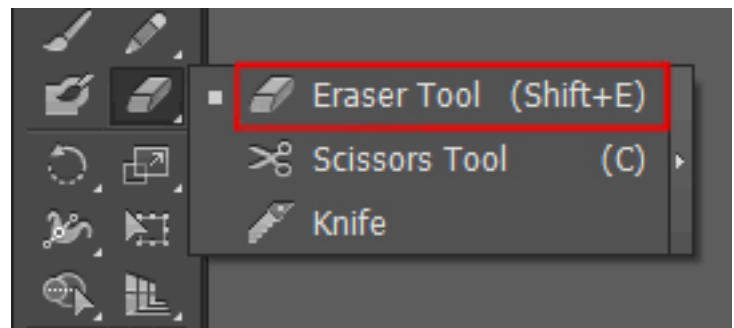 Eraser Tool (Shift+E)
Scissors Tool (C)
Knife